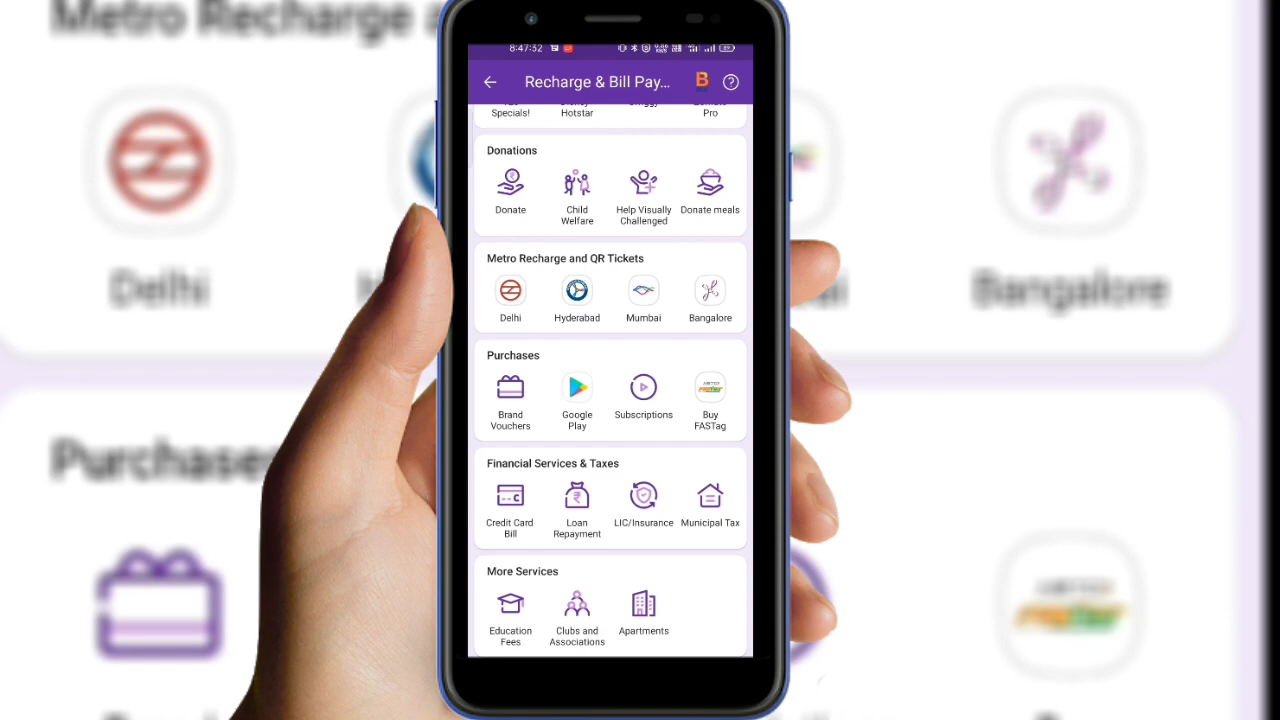 Metro Recharge a
8:47:52
Recharge & Bill Pay...
B
Specials!
Hotstar
Pro
Donations
Donate
Child
Welfare
Help Visually
Challenged
Donate meals
Metro Recharge and QR Tickets
Delhi
Hyderabad
Mumbai
Bangalore
Purchases
Brand
Vouchers
Google
Play
Subscriptions
Buy
FASTag
Financial Services & Taxes
Credit Card
Bill
Loan
Repayment
LIC/Insurance
Municipal Tax
More Services
Education
Fees
Clubs and
Associations
Apartments
Delhi
Bangalore
Purchases